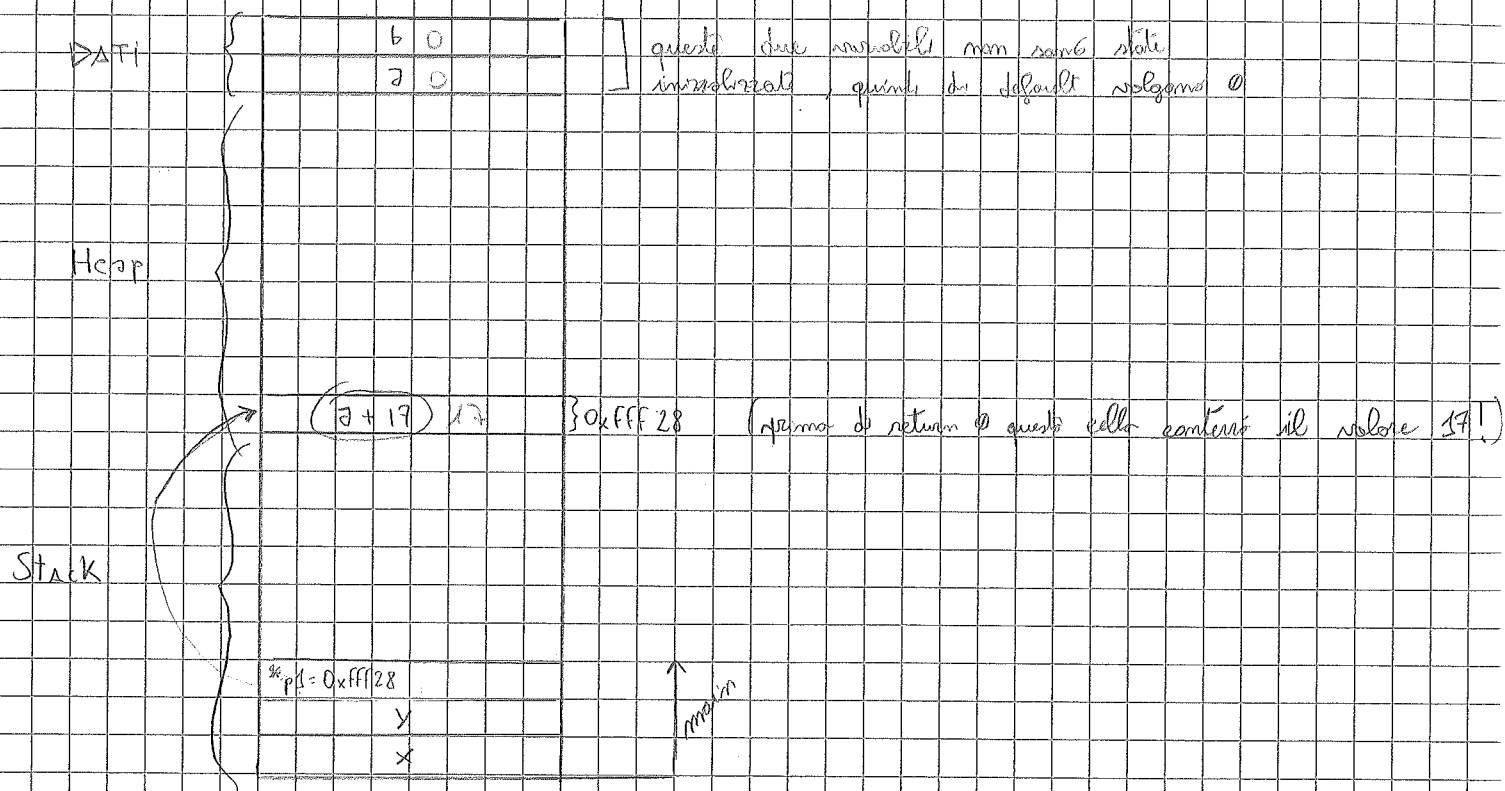 DATI
b 0
a 0
queste due variabili non sono state
inizializzate, quindi di default valgono 0
Heap
a + 17 17
}0xfff28 (prima di return 0 questa cella conterrà il valore 17!)
Stack
*p1=0xfff28
y
x
main